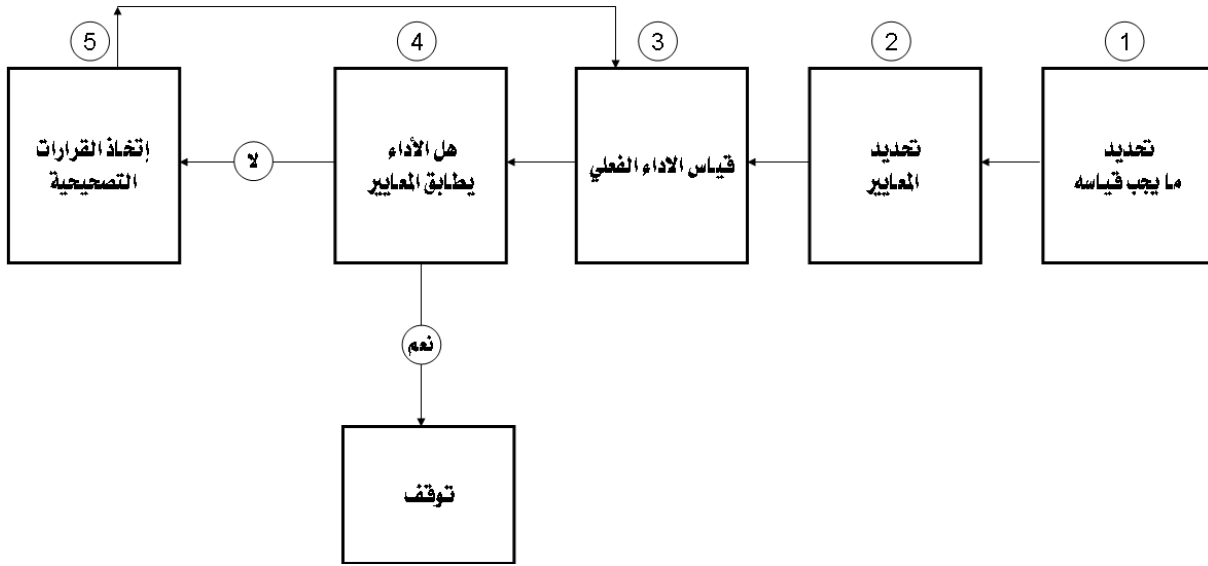 1
تحديد
ما يجب قياسه
2
تحديد
المعايير
3
قياس الاداء الفعلي
4
هل الأداء
يطابق المعايير
لا
5
إتخاذ القرارات
التصحيحية
نعم
توقف